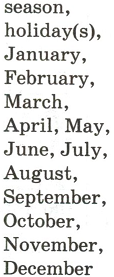 season,
holiday(s),
January,
February,
March,
April, May,
June, July,
August,
September,
October,
November,
December